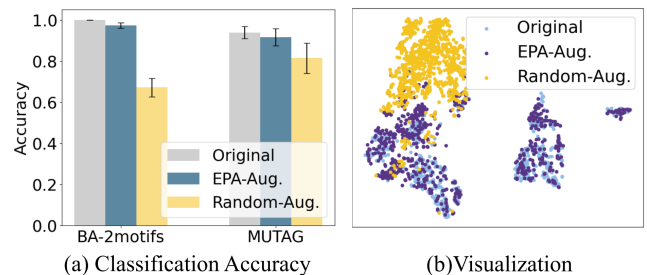 Accuracy
1.0
0.8
0.6
0.4
0.2
0.0
Original
EPA-Aug.
Random-Aug.
BA-2motifs MUTAG
(a) Classification Accuracy
Original
EPA-Aug.
Random-Aug.
(b)Visualization